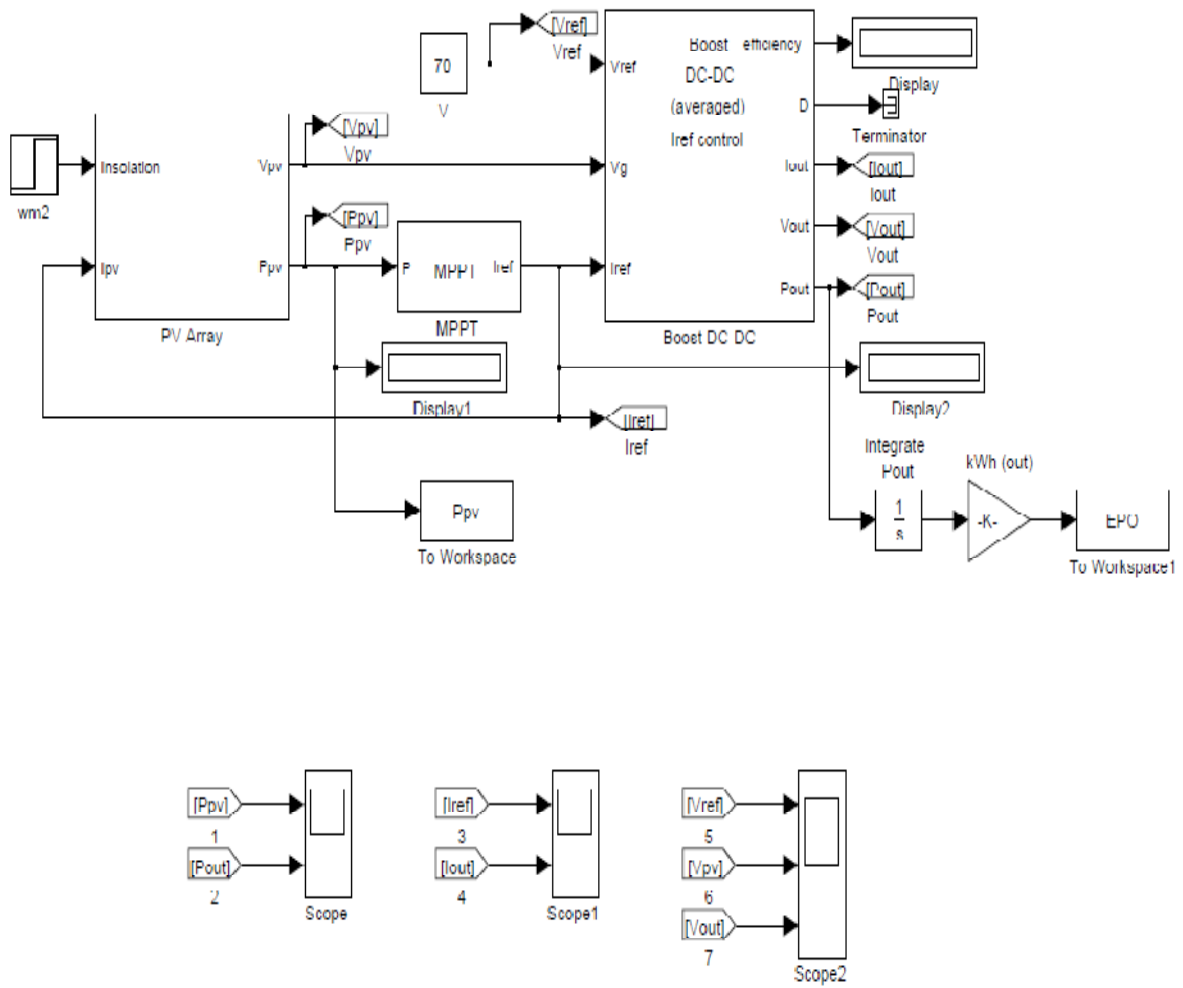 [Vref]
Vref
70
V
Vref
Boost efficiency
DC-DC
(averaged)
Iref control
D
Display
Terminator
[Vpv]
Vpv
Insolation
Vpv
Vg
Iout
[Iout]
Iout
wm2
[Ppv]
Ppv
Vout
[Vout]
Vout
Ipv
Ppv
P
MPPT
Iref
Iref
Pout
[Pout]
Pout
PV Array
MPPT
Boost DC DC
Display1
Display2
[Iref]
Iref
Integrate
Pout
kWh (out)
Ppv
To Workspace
1
s
-K-
EPO
To Workspace1
[Ppv]
1
[Pout]
2
Scope
[Iref]
3
[Iout]
4
Scope1
[Vref]
5
[Vpv]
6
[Vout]
7
Scope2